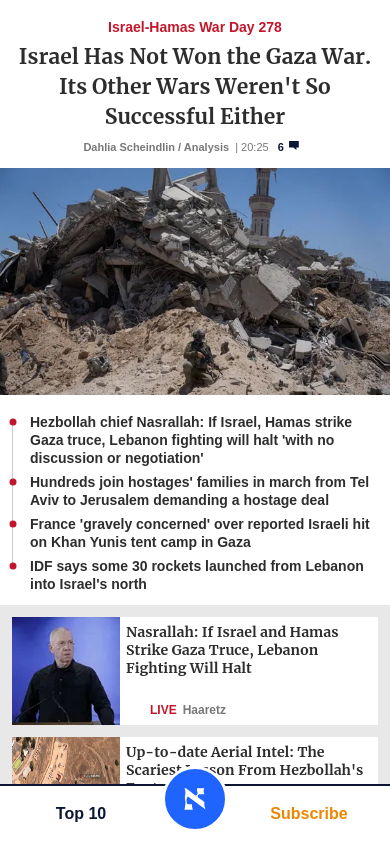 Israel-Hamas War Day 278
Israel Has Not Won the Gaza War.
Its Other Wars Weren't So
Successful Either
Dahlia Scheindlin / Analysis | 20:25 6
Hezbollah chief Nasrallah: If Israel, Hamas strike
Gaza truce, Lebanon fighting will halt 'with no
discussion or negotiation'
Hundreds join hostages' families in march from Tel
Aviv to Jerusalem demanding a hostage deal
France 'gravely concerned' over reported Israeli hit
on Khan Yunis tent camp in Gaza
IDF says some 30 rockets launched from Lebanon
into Israel's north
Nasrallah: If Israel and Hamas
Strike Gaza Truce, Lebanon
Fighting Will Halt
LIVE Haaretz
Up-to-date Aerial Intel: The
Scariest Lesson From Hezbollah's
Top 10
Subscribe